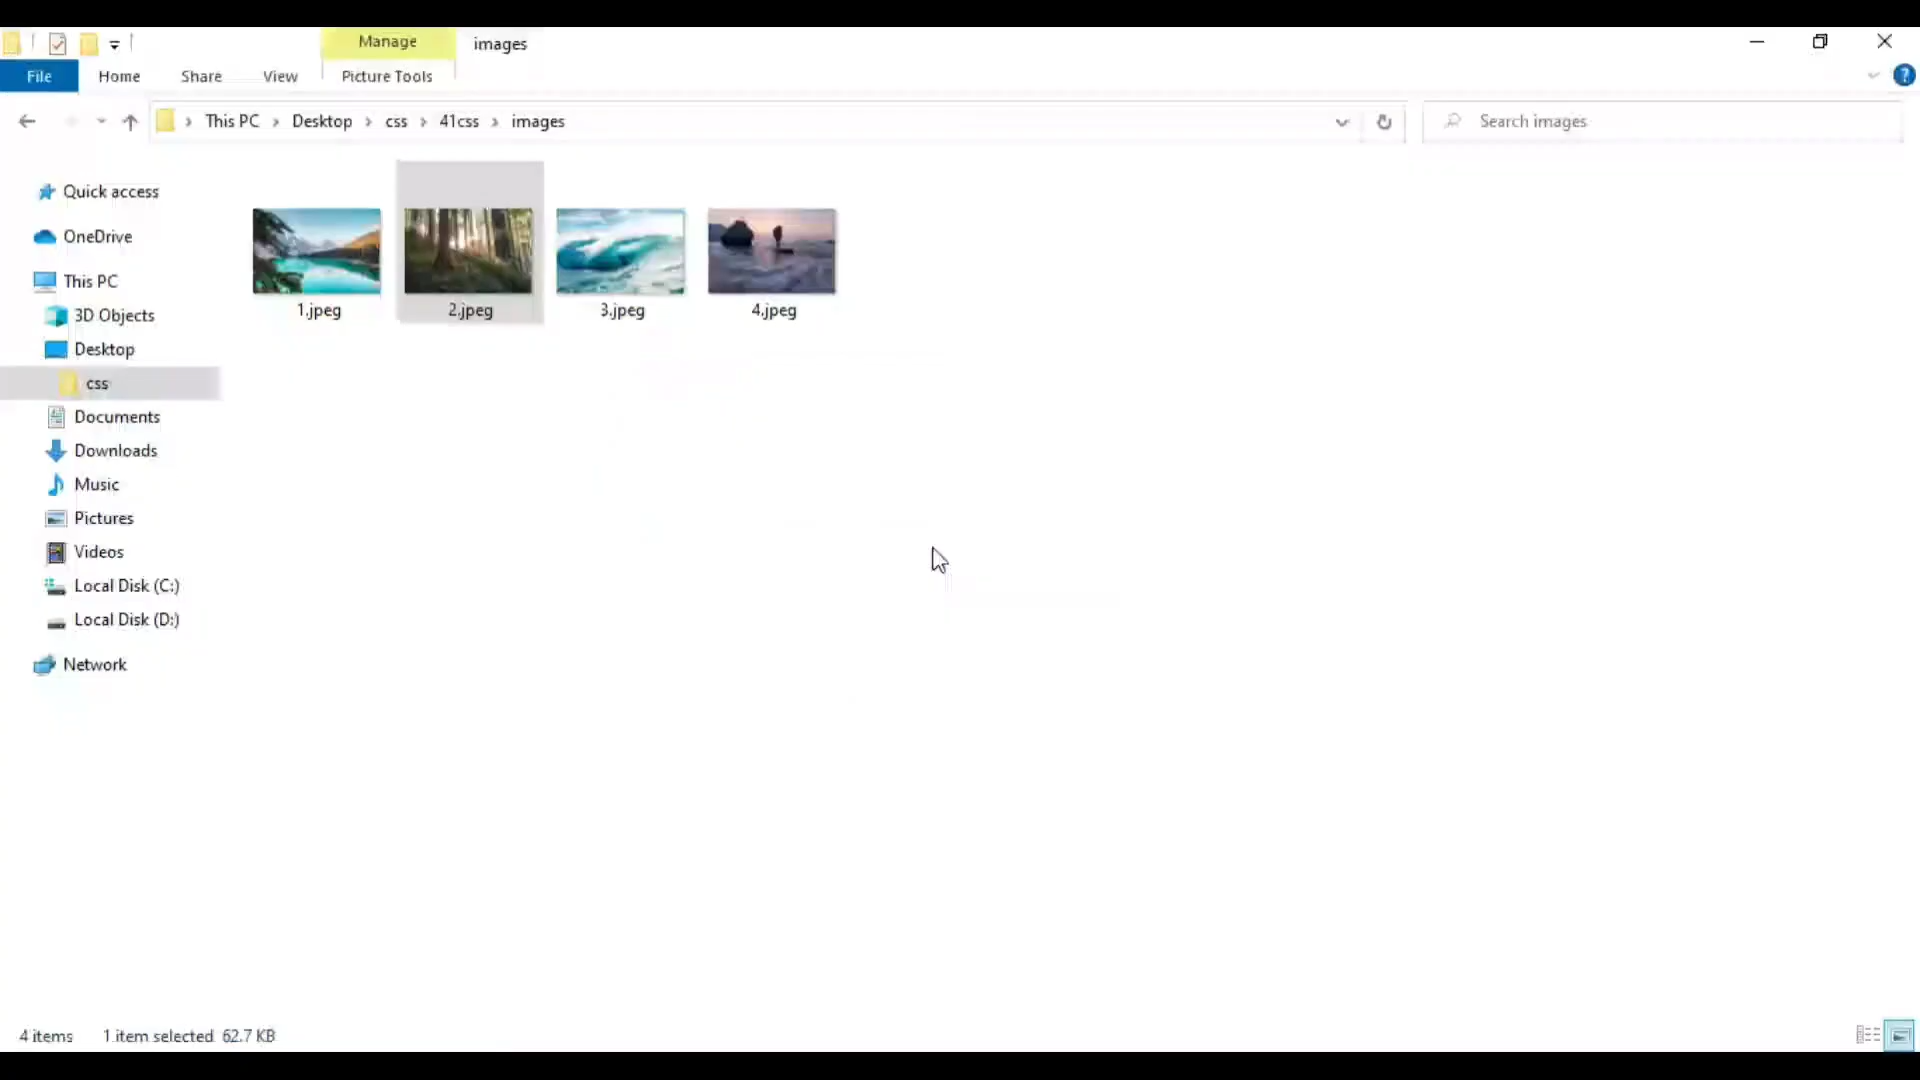 Manage
images
File
Home
Share
View
Picture Tools
?
This PC
Desktop
css
41css
images
Search images
Quick access
OneDrive
This PC
3D Objects
Desktop
css
Documents
Downloads
Music
Pictures
Videos
Local Disk (C:)
Local Disk (D:)
Network
1.jpeg
2.jpeg
3.jpeg
4.jpeg
4 items
1 item selected 62.7 KB